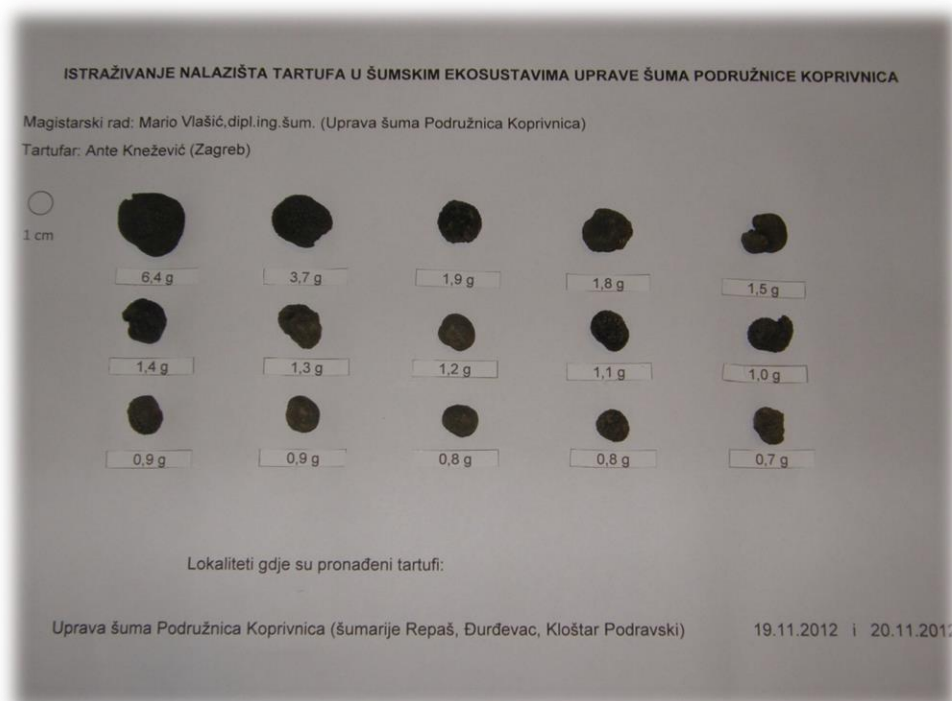 ISTRAŽIVANJE NALAZIŠTA TARTUFA U ŠUMSKIM EKOSUSTAVIMA UPRAVE ŠUMA PODRUŽNICE KOPRIVNICA
Magistarski rad: Mario Vlašić,dipl.ing.šum. (Uprava šuma Podružnica Koprivnica)
Tartufar: Ante Knežević (Zagreb)
1 cm
6,4 g 3,7 g 1,9 g 1,8 g 1,5 g
1,4 g 1,3 g 1,2 g 1,1 g 1,0 g
0,9 g 0,9 g 0,8 g 0,8 g 0,7 g
Lokaliteti gdje su pronađeni tartufi:
Uprava šuma Podružnica Koprivnica (šumarije Repaš, Đurđevac, Kloštar Podravski) 19.11.2012 i 20.11.2012